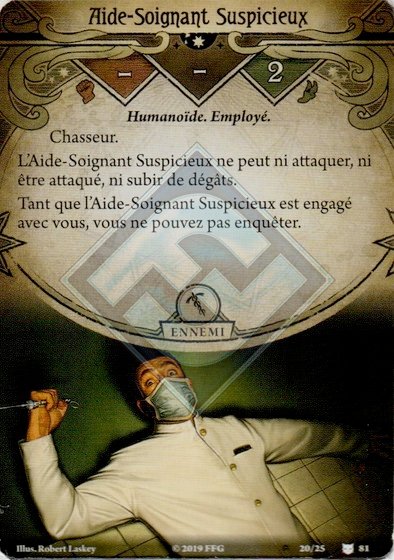 Aide-Soignant Suspicieux
– – 2
Humanoïde. Employé.
Chasseur.
L'Aide-Soignant Suspicieux ne peut ni attaquer, ni
être attaqué, ni subir de dégâts.
Tant que l'Aide-Soignant Suspicieux est engagé
avec vous, vous ne pouvez pas enquêter.
ENNEMI
Illus. Robert Laskey © 2019 FFG 20/25 81